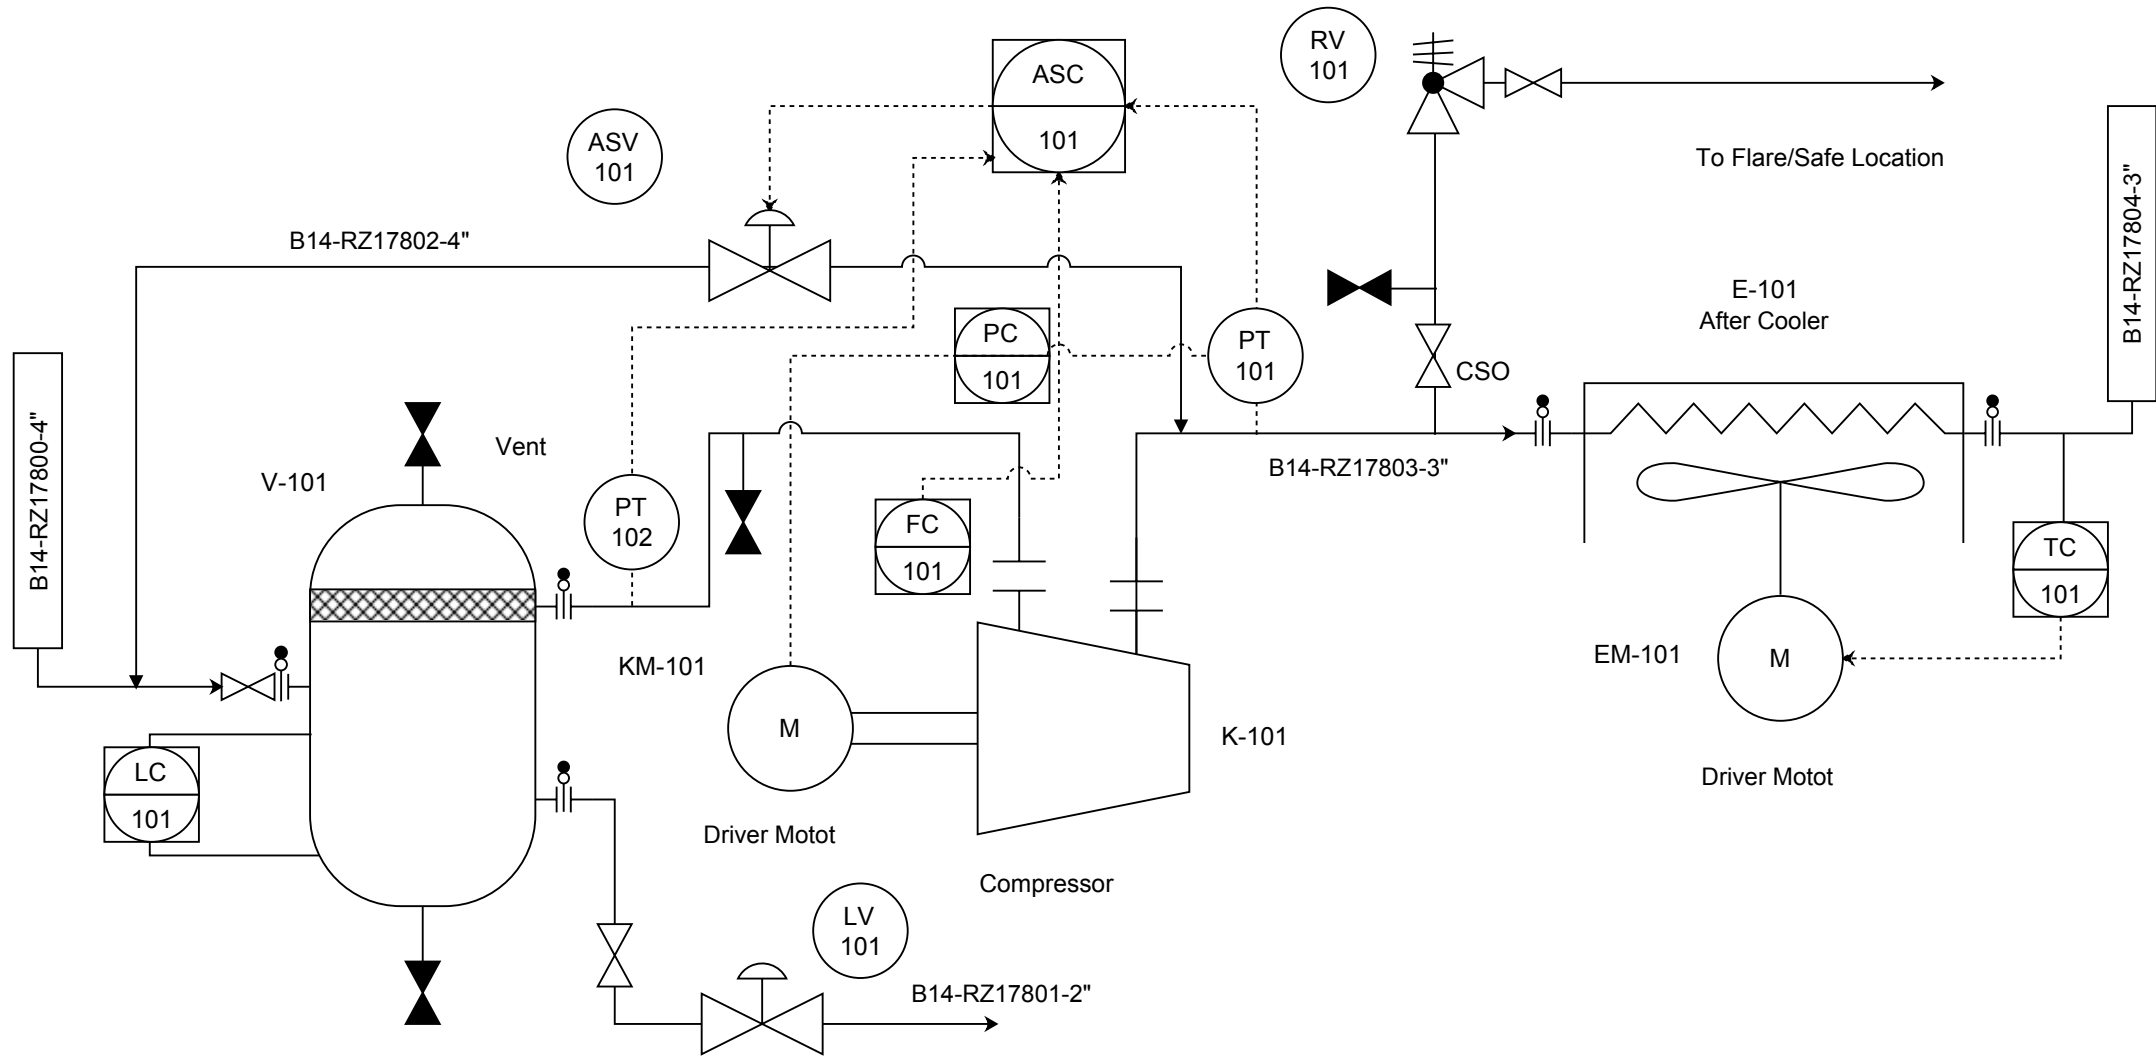 RV
101
ASC
101
ASV
101
To Flare/Safe Location
B14-RZ17804-3"
B14-RZ17802-4"
E-101
After Cooler
PC
101
PT
101
CSO
B14-RZ17800-4"
Vent
V-101
B14-RZ17803-3"
PT
102
FC
101
TC
101
KM-101
EM-101
M
M
K-101
LC
101
Driver Motot
Driver Motot
Compressor
LV
101
B14-RZ17801-2"